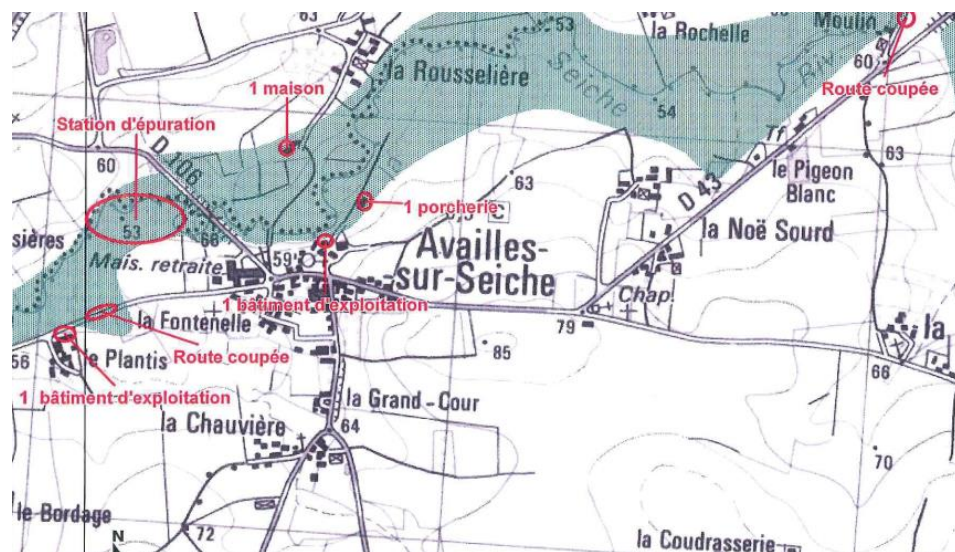 63
53
la Rochelle
Moulin
60
la Rousselière
Seiche
Riv
1 maison
54
Route coupée
Station d'épuration
Tf
60
D 106
63
63
le Pigeon
Blanc
1 porcherie
D 43
C
53
sières
la Noë Sourd
Availles-
sur-Seiche
59
Mais. retraite
1 bâtiment d'exploitation
Chap.
la Fontenelle
79
la
Route coupée
85
56
le Plantis
66
1 bâtiment d'exploitation
la Grand-Cour
la Chauvière
64
70
le Bordage
72
N
la Coudrasserie